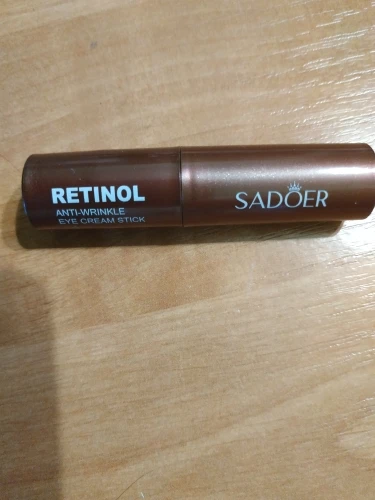 RETINOL
ANTI-WRINKLE
EYE CREAM STICK
SADOER